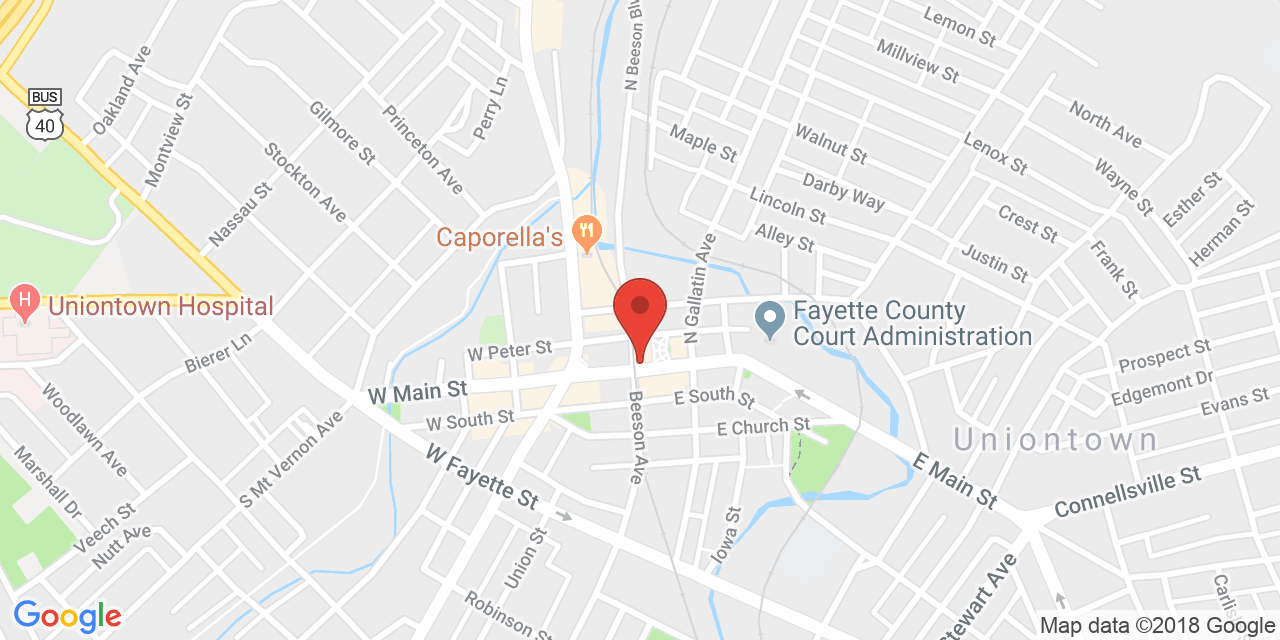 Lemon St
Millview St
N Beeson Bl
BUS
40
Oakland Ave
Montview St
Gilmore St
Princeton Ave
Perry Ln
Stockton Ave
Nassau St
Maple St
Walnut St
Darby Way
Lincoln St
Alley St
North Ave
Lenox St
Wayne St
Esther St
Herman St
Crest St
Frank St
Justin St
Caporella's
N Gallatin Ave
H
Uniontown Hospital
Fayette County
Court Administration
Bierer Ln
W Peter St
W Main St
W South St
E South St
E Church St
Beeson Ave
Prospect St
Edgemont Dr
Evans St
Uniontown
Woodlawn Ave
Marshall Dr
S Mt Vernon Ave
W Fayette St
E Main St
Connellsville St
Veech St
Nutt Ave
Union St
Iowa St
Robinson St
Stewart Ave
Carlis
Google
Map data ©2018 Google